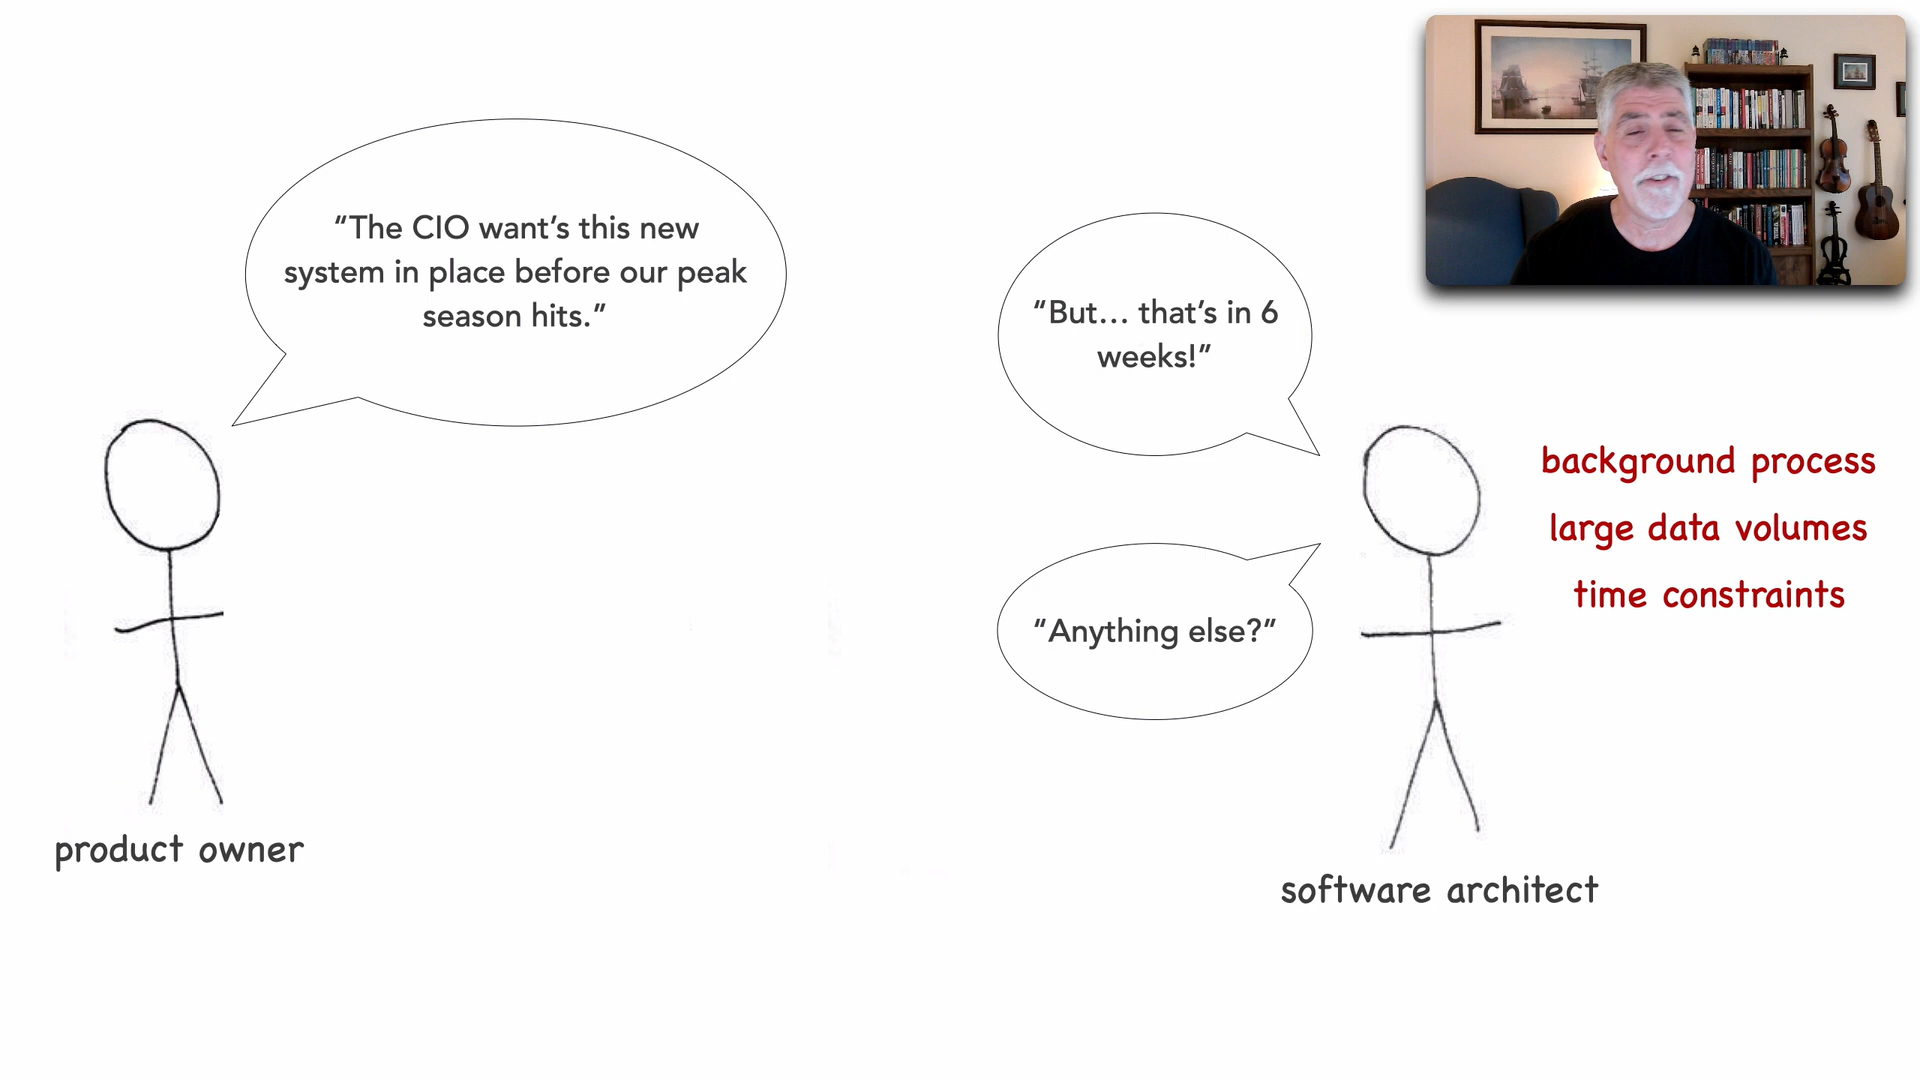 “The CIO want’s this new
system in place before our peak
season hits.”
“But... that’s in 6
weeks!”
“Anything else?”
background process
large data volumes
time constraints
product owner
software architect